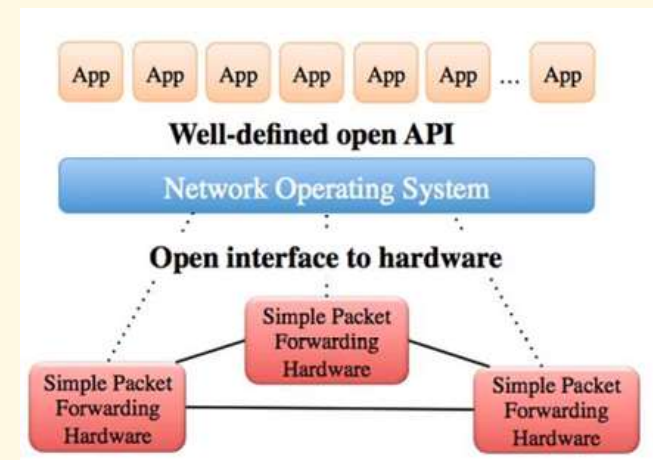 App App App App App App ... App
Well-defined open API
Network Operating System
Open interface to hardware
Simple Packet
Forwarding
Hardware
Simple Packet
Forwarding
Hardware
Simple Packet
Forwarding
Hardware